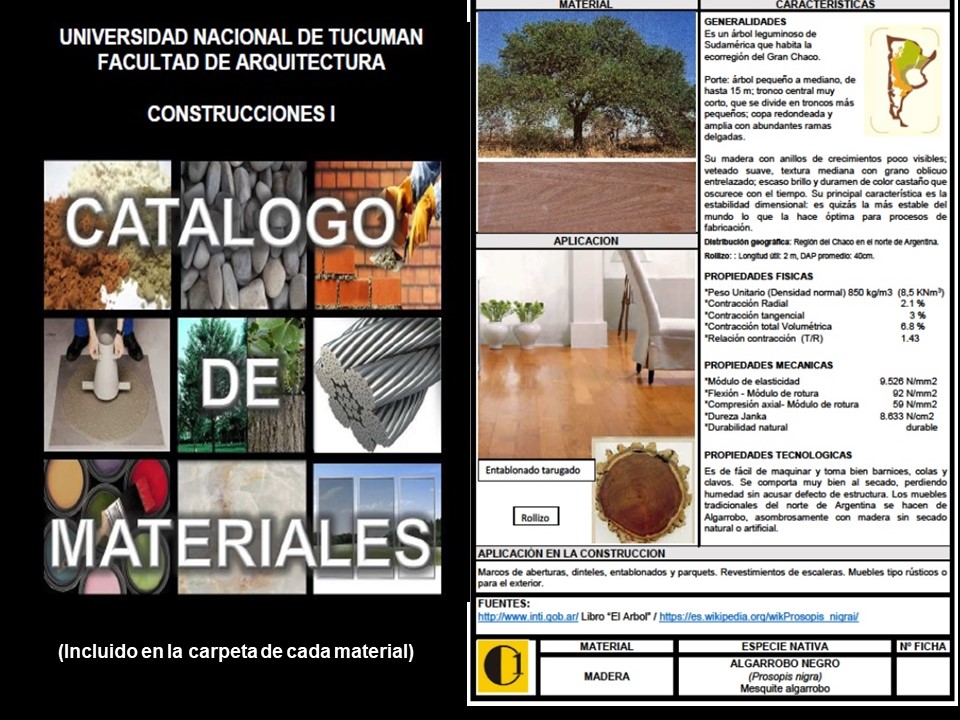 UNIVERSIDAD NACIONAL DE TUCUMAN
FACULTAD DE ARQUITECTURA
CONSTRUCCIONES I
CATALOGO
DE
MATERIALES
(Incluido en la carpeta de cada material)
MATERIAL
CARACTERISTICAS
GENERALIDADES
Es un árbol leguminoso de
Sudamérica que habita la
ecorregión del Gran Chaco.
Porte: árbol pequeño a mediano, de
hasta 15 m; tronco central muy
corto, que se divide en troncos más
pequeños; copa redondeada y
amplia con abundantes ramas
delgadas.
Su madera con anillos de crecimientos poco visibles;
veteado suave, textura mediana con grano oblicuo
entrelazado; escaso brillo y duramen de color castaño que
oscurece con el tiempo. Su principal característica es la
estabilidad dimensional: es quizás la más estable del
mundo lo que la hace óptima para procesos de
fabricación.
Distribución geográfica: Región del Chaco en el norte de Argentina.
Rollizo: : Longitud útil: 2 m, DAP promedio: 40cm.
PROPIEDADES FISICAS
*Peso Unitario (Densidad normal) 850 kg/m3 (8,5 KNm³)
*Contracción Radial 2.1 %
*Contracción tangencial 3 %
*Contracción total Volumétrica 6.8 %
*Relación contracción (T/R) 1.43
PROPIEDADES MECANICAS
*Módulo de elasticidad 9.526 N/mm2
*Flexión - Módulo de rotura 92 N/mm2
*Compresión axial- Módulo de rotura 59 N/mm2
*Dureza Janka 8.633 N/cm2
*Durabilidad natural durable
PROPIEDADES TECNOLOGICAS
Es de fácil de maquinar y toma bien barnices, colas y
clavos. Se comporta muy bien al secado, perdiendo
humedad sin acusar defecto de estructura. Los muebles
tradicionales del norte de Argentina se hacen de
Algarrobo, asombrosamente con madera sin secado
natural o artificial.
APLICACION
Entablonado tarugado
Rollizo
APLICACIÓN EN LA CONSTRUCCION
Marcos de aberturas, dinteles, entablonados y parquets. Revestimientos de escaleras. Muebles tipo rústicos o
para el exterior.
FUENTES:
http://www.inti.gob.ar/ Libro "El Arbol" / https://es.wikipedia.org/wikProsopis_nigrai/
C1
MATERIAL
ESPECIE NATIVA
Nº FICHA
MADERA
ALGARROBO NEGRO
(Prosopis nigra)
Mesquite algarrobo